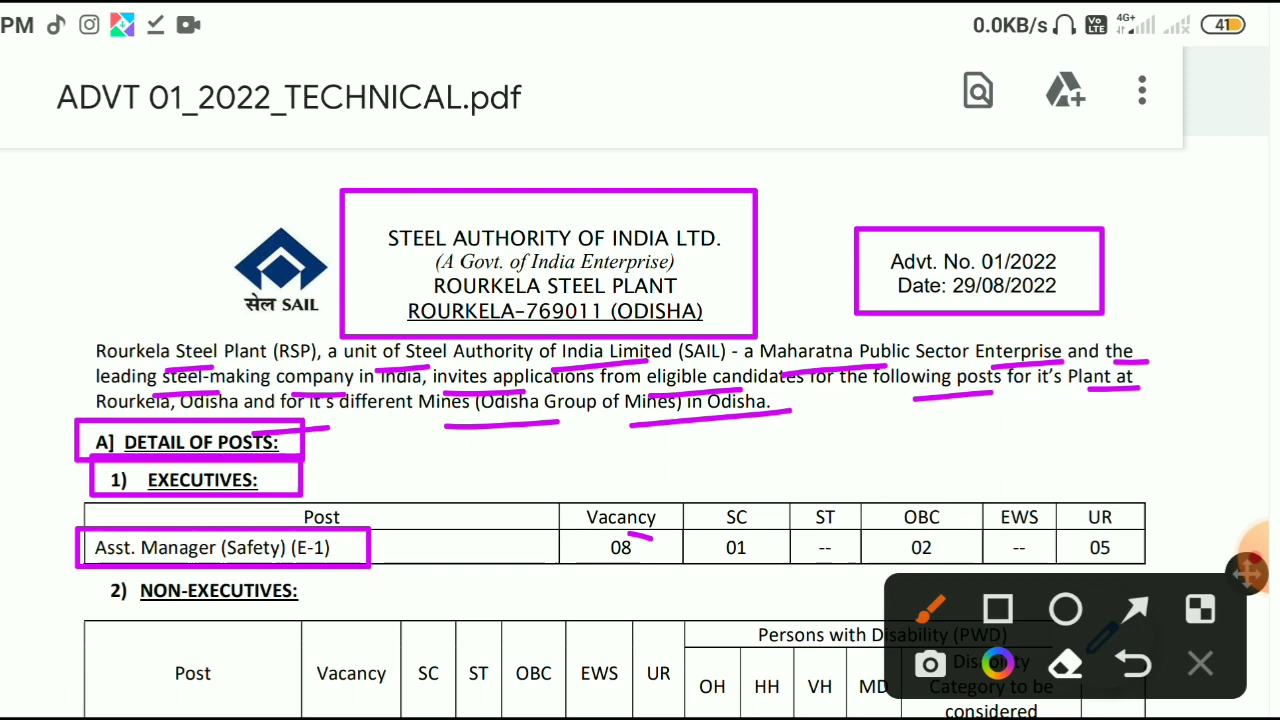 PM 0.0KB/s Vo LTE 4G+ 41
ADVT 01_2022_TECHNICAL.pdf
STEEL AUTHORITY OF INDIA LTD.
(A Govt. of India Enterprise)
ROURKELA STEEL PLANT
ROURKELA-769011 (ODISHA)
सेल SAIL
Advt. No. 01/2022
Date: 29/08/2022
Rourkela Steel Plant (RSP), a unit of Steel Authority of India Limited (SAIL) - a Maharatna Public Sector Enterprise and the
leading steel-making company in India, invites applications from eligible candidates for the following posts for it's Plant at
Rourkela, Odisha and for it's different Mines (Odisha Group of Mines) in Odisha.
A] DETAIL OF POSTS:
1) EXECUTIVES:
Post Vacancy SC ST OBC EWS UR
Asst. Manager (Safety) (E-1) 08 01 -- 02 -- 05
2) NON-EXECUTIVES:
Persons with Disability (PWD)
Post Vacancy SC ST OBC EWS UR
OH HH VH MD Disability
Category to be
considered